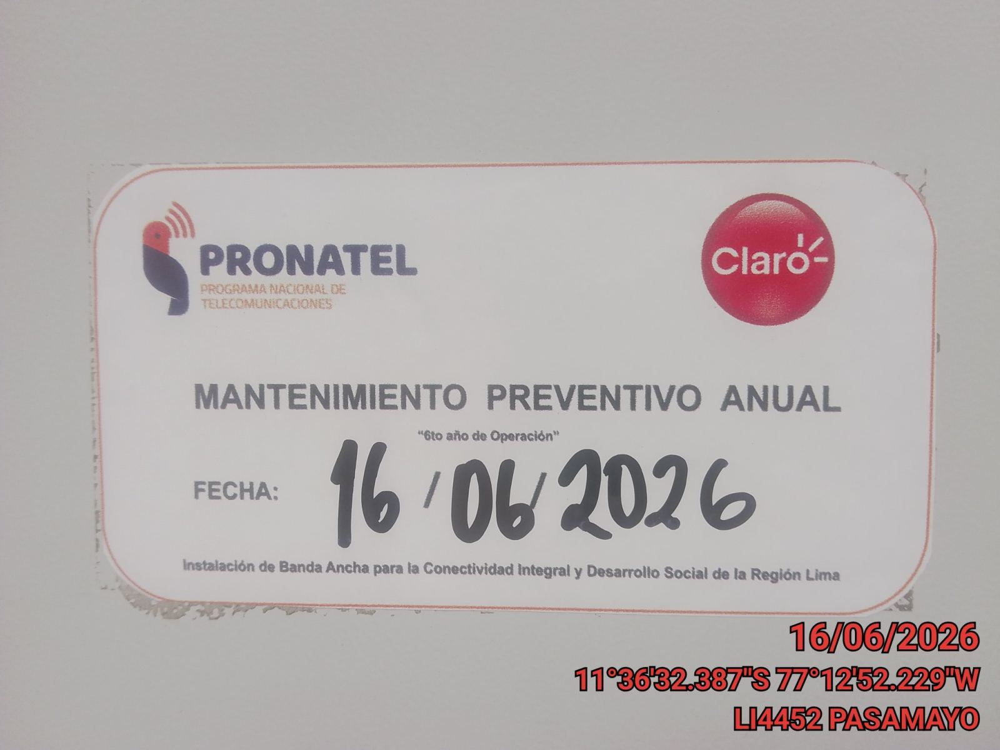 PRONATEL
PROGRAMA NACIONAL DE
TELECOMUNICACIONES
Claro
MANTENIMIENTO PREVENTIVO ANUAL
“6to año de Operación”
FECHA: 16/06/2026
Instalación de Banda Ancha para la Conectividad Integral y Desarrollo Social de la Región Lima
16/06/2026
11°36'32.387"S 77°12'52.229"W
LI4452 PASAMAYO